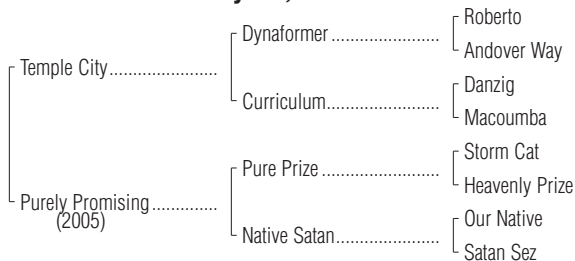 Roberto
Dynaformer
Andover Way
Temple City
Danzig
Curriculum
Macoumba
Storm Cat
Pure Prize
Heavenly Prize
Purely Promising
(2005)
Our Native
Native Satan
Satan Sez